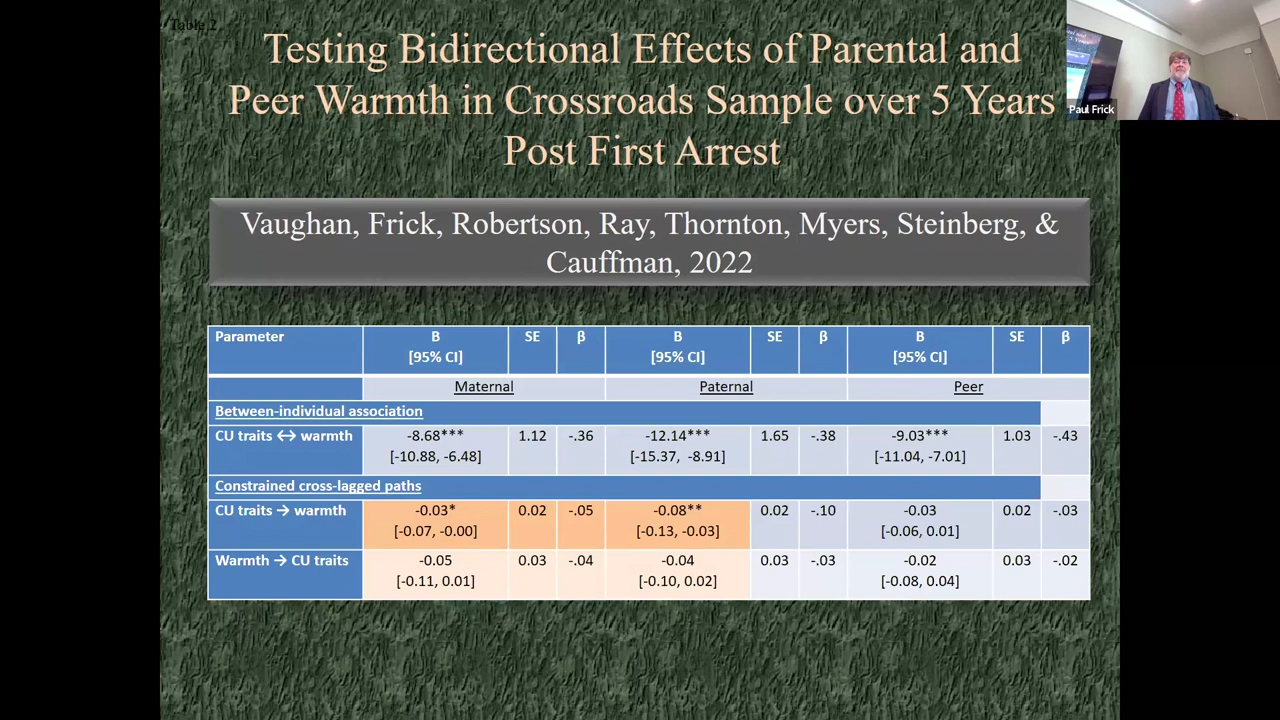 Table 2
Testing Bidirectional Effects of Parental and
Peer Warmth in Crossroads Sample over 5 Years
Post First Arrest
Paul Frick
Vaughan, Frick, Robertson, Ray, Thornton, Myers, Steinberg, &
Cauffman, 2022
Parameter B SE β B SE β B SE β
[95% CI] [95% CI] [95% CI]
Maternal Paternal Peer
Between-individual association
CU traits ↔ warmth -8.68*** 1.12 -.36 -12.14*** 1.65 -.38 -9.03*** 1.03 -.43
[-10.88, -6.48] [-15.37, -8.91] [-11.04, -7.01]
Constrained cross-lagged paths
CU traits → warmth -0.03* 0.02 -.05 -0.08** 0.02 -.10 -0.03 0.02 -.03
[-0.07, -0.00] [-0.13, -0.03] [-0.06, 0.01]
Warmth → CU traits -0.05 0.03 -.04 -0.04 0.03 -.03 -0.02 0.03 -.02
[-0.11, 0.01] [-0.10, 0.02] [-0.08, 0.04]